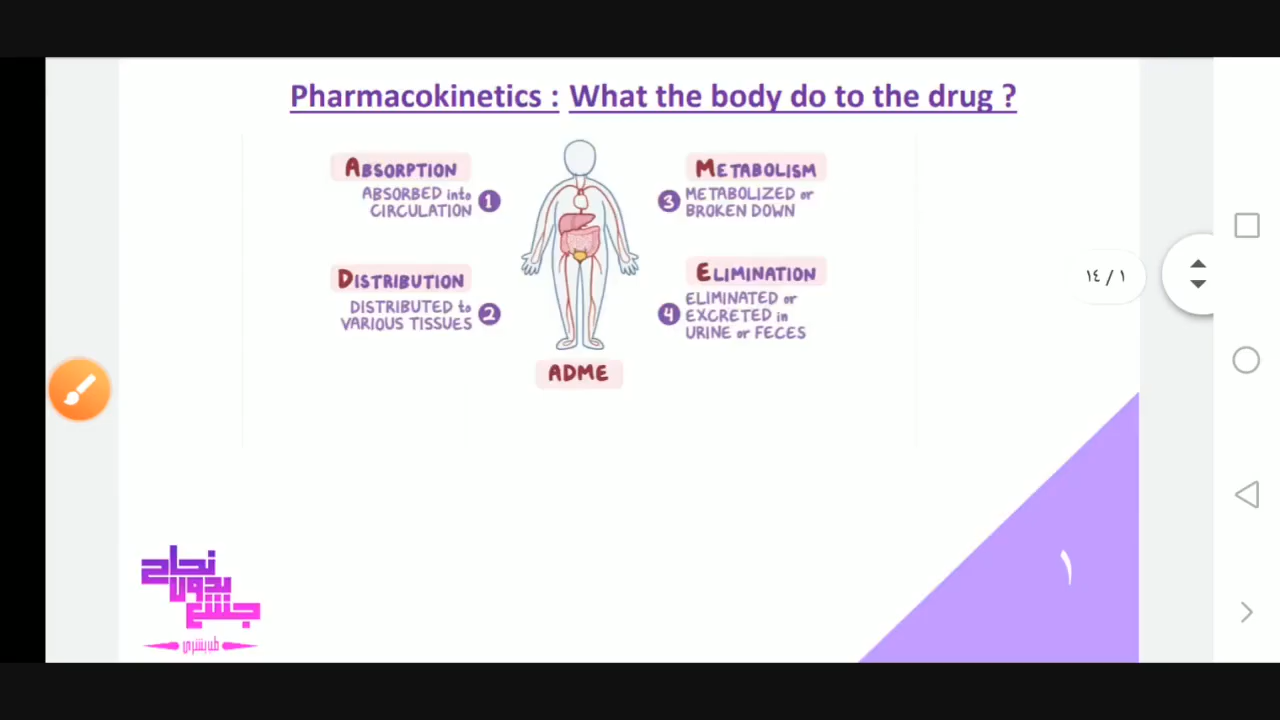 Pharmacokinetics : What the body do to the drug ?
ABSORPTION
ABSORBED into
CIRCULATION
1
DISTRIBUTION
DISTRIBUTED to
VARIOUS TISSUES
2
METABOLISM
3
METABOLIZED or
BROKEN DOWN
ELIMINATION
4
ELIMINATED or
EXCRETED in
URINE or FECES
ADME
١٤ / ١
نجاح
بدون
جشع
طب بشري
١